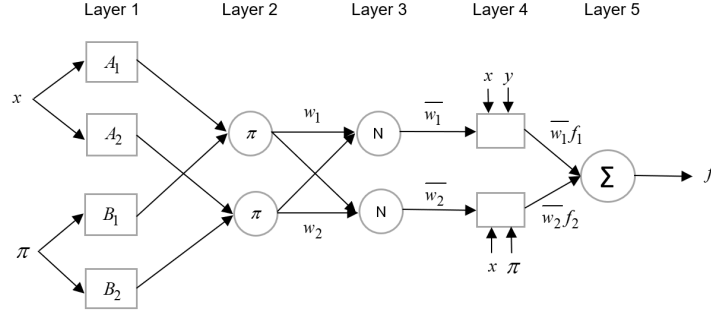 Layer 1 Layer 2 Layer 3 Layer 4 Layer 5
A₁
x y
x
w₁
w̅₁
A₂
π
N
w̅₁f₁
Σ
f
B₁
w̅₂
π
N
w₂
w̅₂f₂
π
B₂
x π